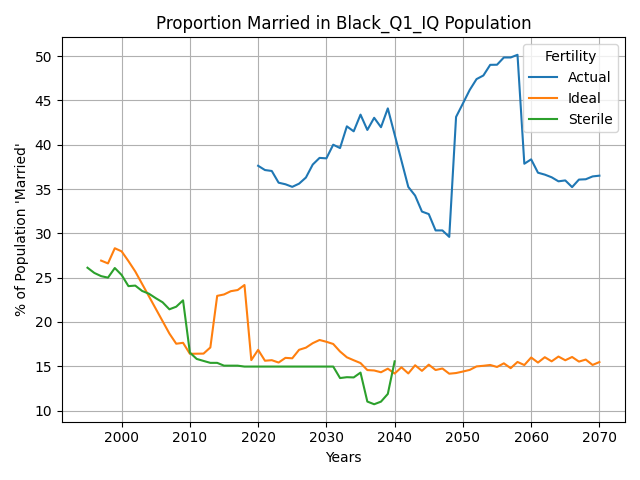 Proportion Married in Black_Q1_IQ Population
% of Population 'Married'
50
45
40
35
30
25
20
15
10
Fertility
Actual
Ideal
Sterile
2000 2010 2020 2030 2040 2050 2060 2070
Years